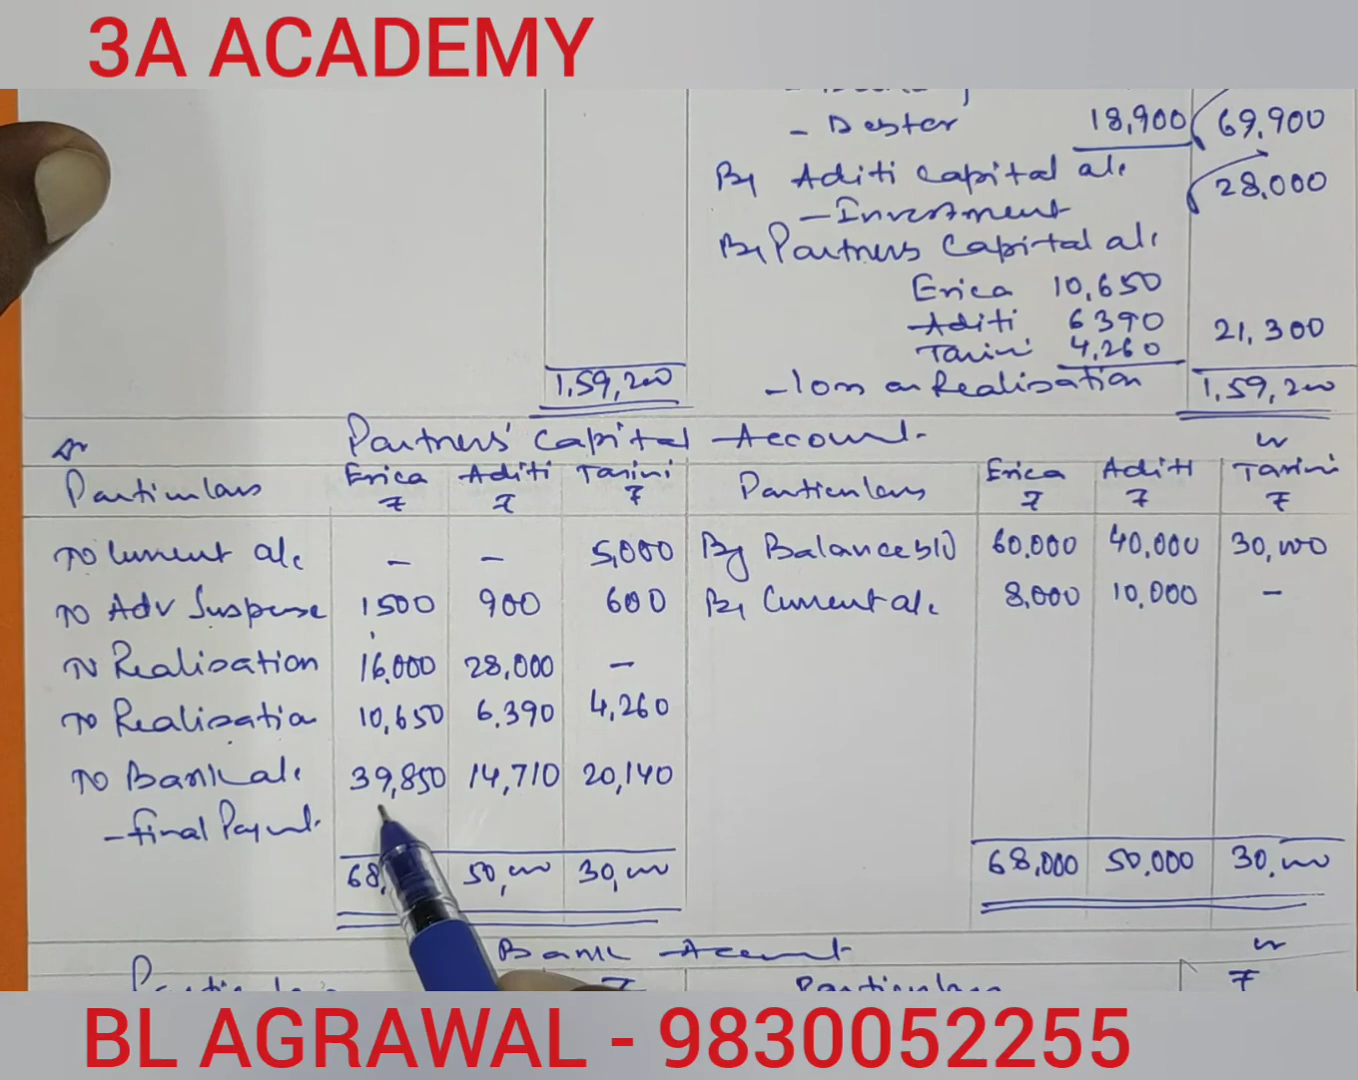 3A ACADEMY
- Debtor 18,900 69,900
By Aditi Capital a/c 28,000
- Investment
By Partners Capital a/c
Erica 10,650
Aditi 6390 21,300
Tarini 4,260
1,59,200 - loss on Realisation 1,59,200
Dr Partners' Capital Account. Cr
Particulars Erica Aditi Tarini Particulars Erica Aditi Tarini
₹ ₹ ₹ ₹ ₹ ₹
To Current a/c - - 5,000 By Balance b/d 60,000 40,000 30,000
To Adv Suspense 1500 900 600 By Current a/c 8,000 10,000 -
To Realisation 16,000 28,000 -
To Realisation 10,650 6,390 4,260
To Bank a/c 39,850 14,710 20,140
- final Payment.
68, 50,000 30,000 68,000 50,000 30,000
Bank Account Cr
Particulars ₹ Particulars ₹
BL AGRAWAL - 9830052255